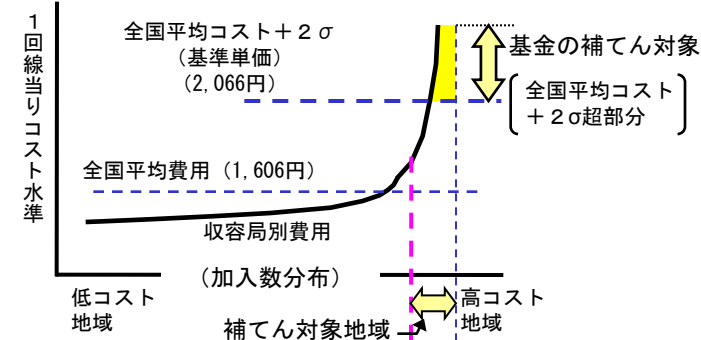 1回線当りコスト水準
全国平均コスト＋2σ
（基準単価）
(2,066円)
基金の補てん対象
全国平均コスト
＋2σ超部分
全国平均費用（1,606円）
収容局別費用
（加入数分布）
低コスト
地域
高コスト
地域
補てん対象地域